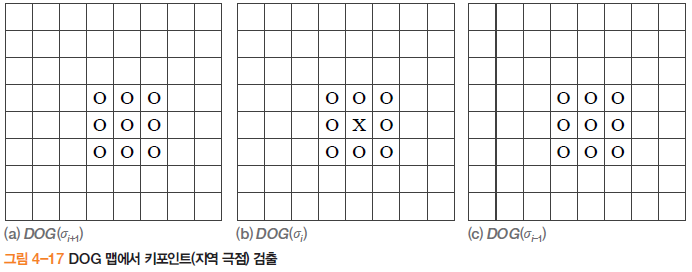 O O O O O O O O O
O O O O X O O O O
O O O O O O O O O
(a) DOG(σi+1) (b) DOG(σi) (c) DOG(σi-1)
그림 4-17 DOG 맵에서 키포인트(지역 극점) 검출